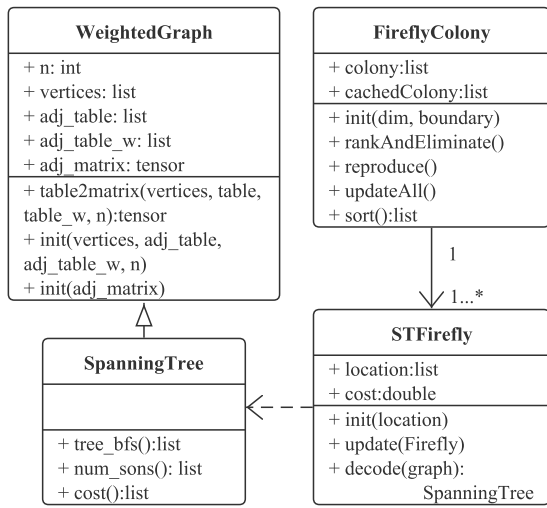 WeightedGraph
+ n: int
+ vertices: list
+ adj_table: list
+ adj_table_w: list
+ adj_matrix: tensor
+ table2matrix(vertices, table,
table_w, n):tensor
+ init(vertices, adj_table,
adj_table_w, n)
+ init(adj_matrix)
FireflyColony
+ colony:list
+ cachedColony:list
+ init(dim, boundary)
+ rankAndEliminate()
+ reproduce()
+ updateAll()
+ sort():list
1
1...*
SpanningTree
+ tree_bfs():list
+ num_sons(): list
+ cost():list
STFirefly
+ location:list
+ cost:double
+ init(location)
+ update(Firefly)
+ decode(graph):
SpanningTree